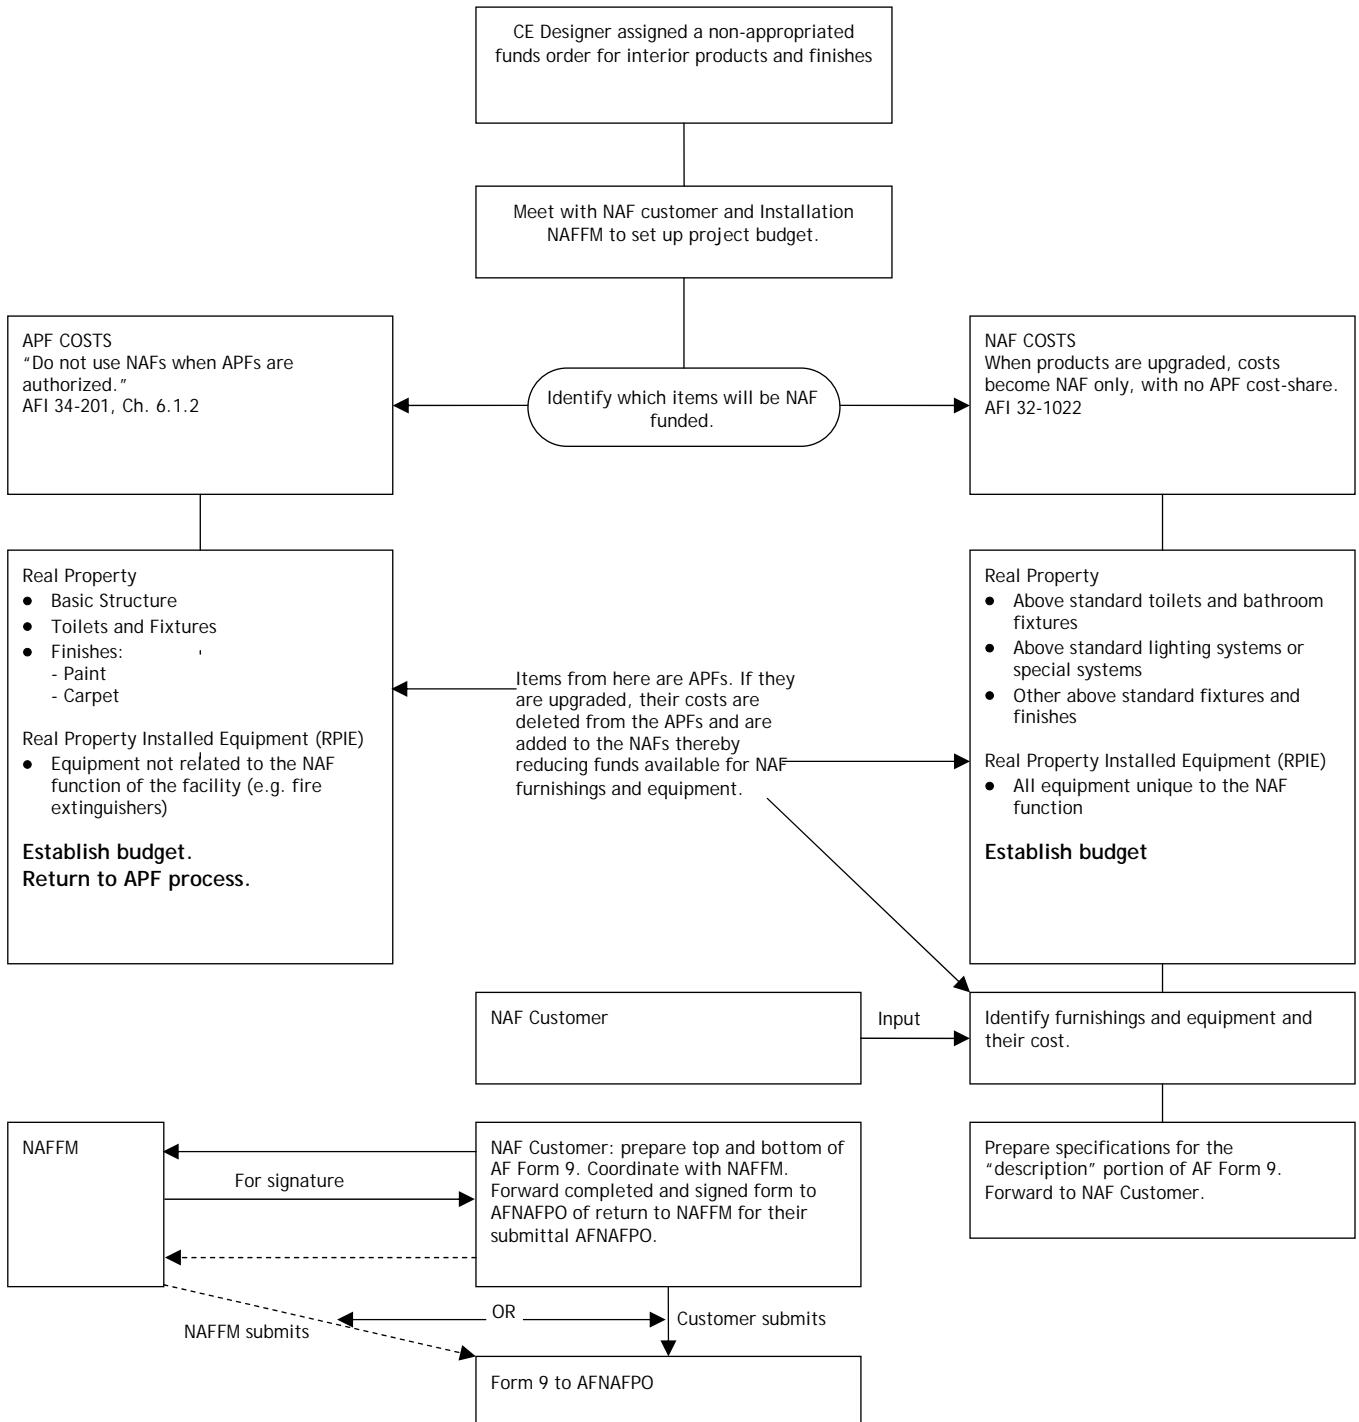 CE Designer assigned a non-appropriated
funds order for interior products and finishes
Meet with NAF customer and Installation
NAFFM to set up project budget.
APF COSTS
“Do not use NAFs when APFs are
authorized.”
AFI 34-201, Ch. 6.1.2
Identify which items will be NAF
funded.
NAF COSTS
When products are upgraded, costs
become NAF only, with no APF cost-share.
AFI 32-1022
Real Property
● Basic Structure
● Toilets and Fixtures
● Finishes:
- Paint
- Carpet
Real Property Installed Equipment (RPIE)
● Equipment not related to the NAF
function of the facility (e.g. fire
extinguishers)
Establish budget.
Return to APF process.
Items from here are APFs. If they
are upgraded, their costs are
deleted from the APFs and are
added to the NAFs thereby
reducing funds available for NAF
furnishings and equipment.
Real Property
● Above standard toilets and bathroom
fixtures
● Above standard lighting systems or
special systems
● Other above standard fixtures and
finishes
Real Property Installed Equipment (RPIE)
● All equipment unique to the NAF
function
Establish budget
NAF Customer
Input
Identify furnishings and equipment and
their cost.
NAFFM
For signature
NAF Customer: prepare top and bottom of
AF Form 9. Coordinate with NAFFM.
Forward completed and signed form to
AFNAFPO of return to NAFFM for their
submittal AFNAFPO.
Prepare specifications for the
“description” portion of AF Form 9.
Forward to NAF Customer.
NAFFM submits
OR
Customer submits
Form 9 to AFNAFPO